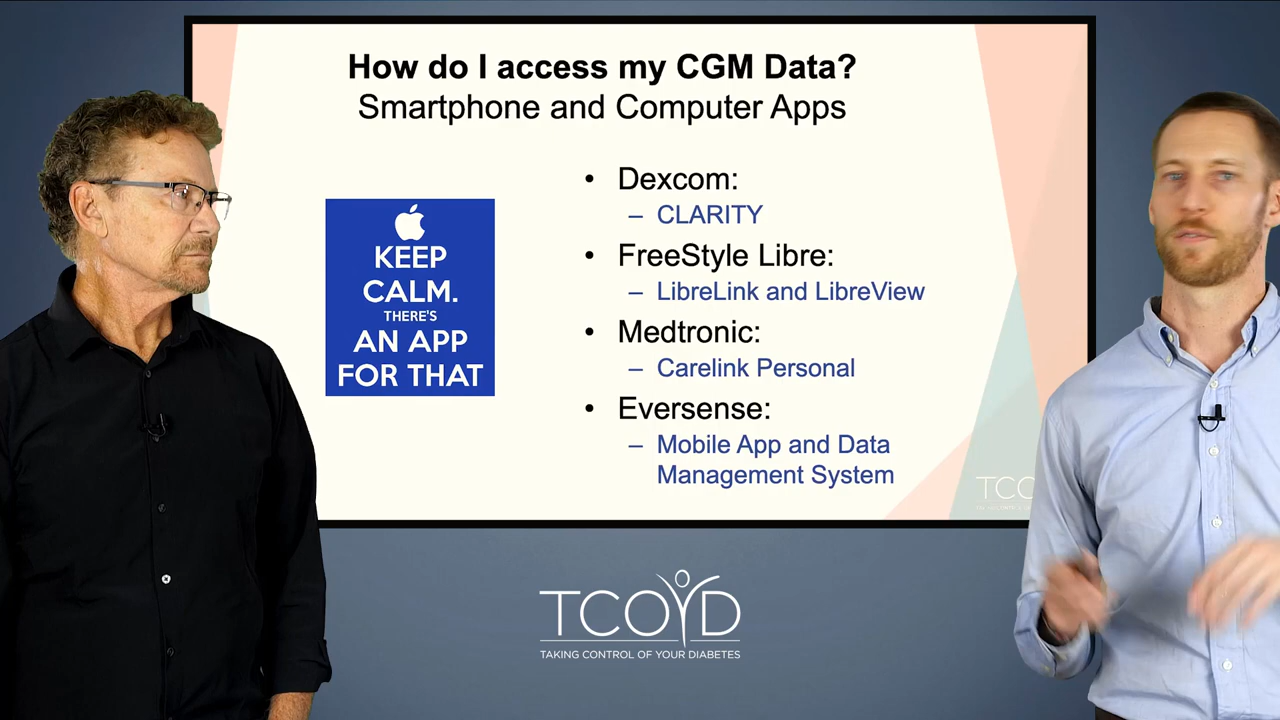 How do I access my CGM Data?
Smartphone and Computer Apps
KEEP
CALM.
THERE'S
AN APP
FOR THAT
• Dexcom:
– CLARITY
• FreeStyle Libre:
– LibreLink and LibreView
• Medtronic:
– Carelink Personal
• Eversense:
– Mobile App and Data
Management System
TCO
TCOYD
TAKING CONTROL OF YOUR DIABETES